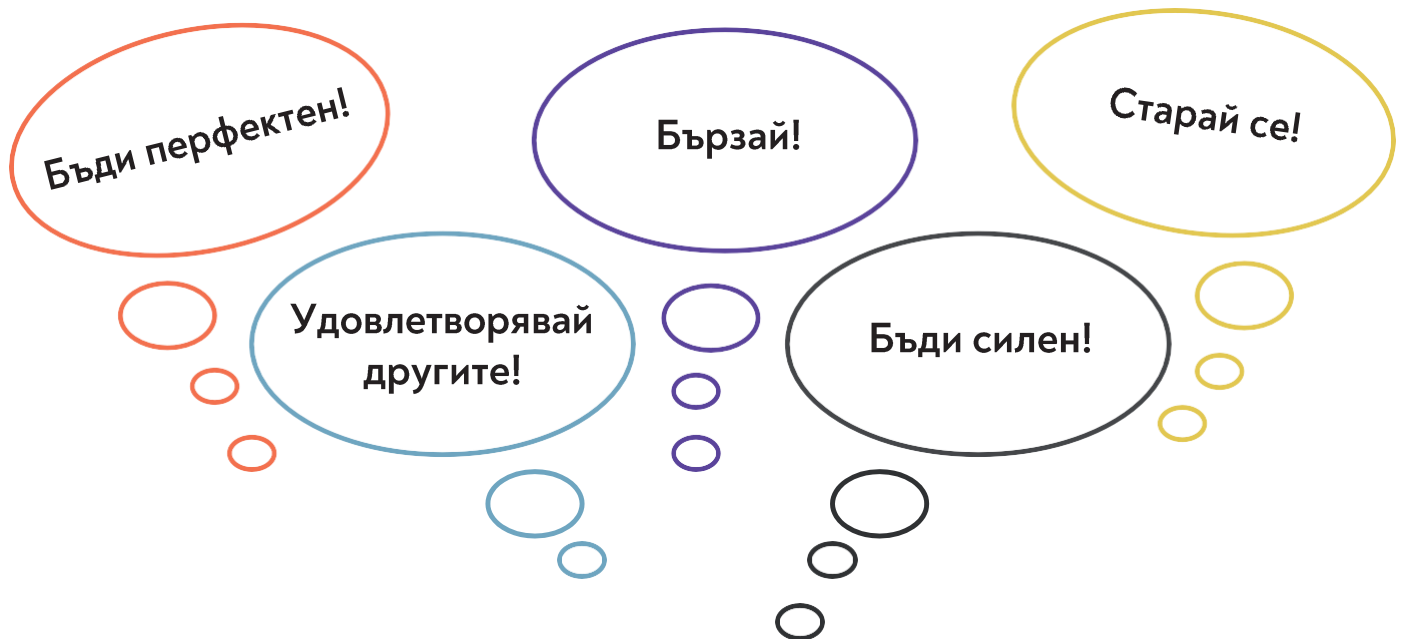 Бъди перфектен!
Бързай!
Старай се!
Удовлетворявай
другите!
Бъди силен!